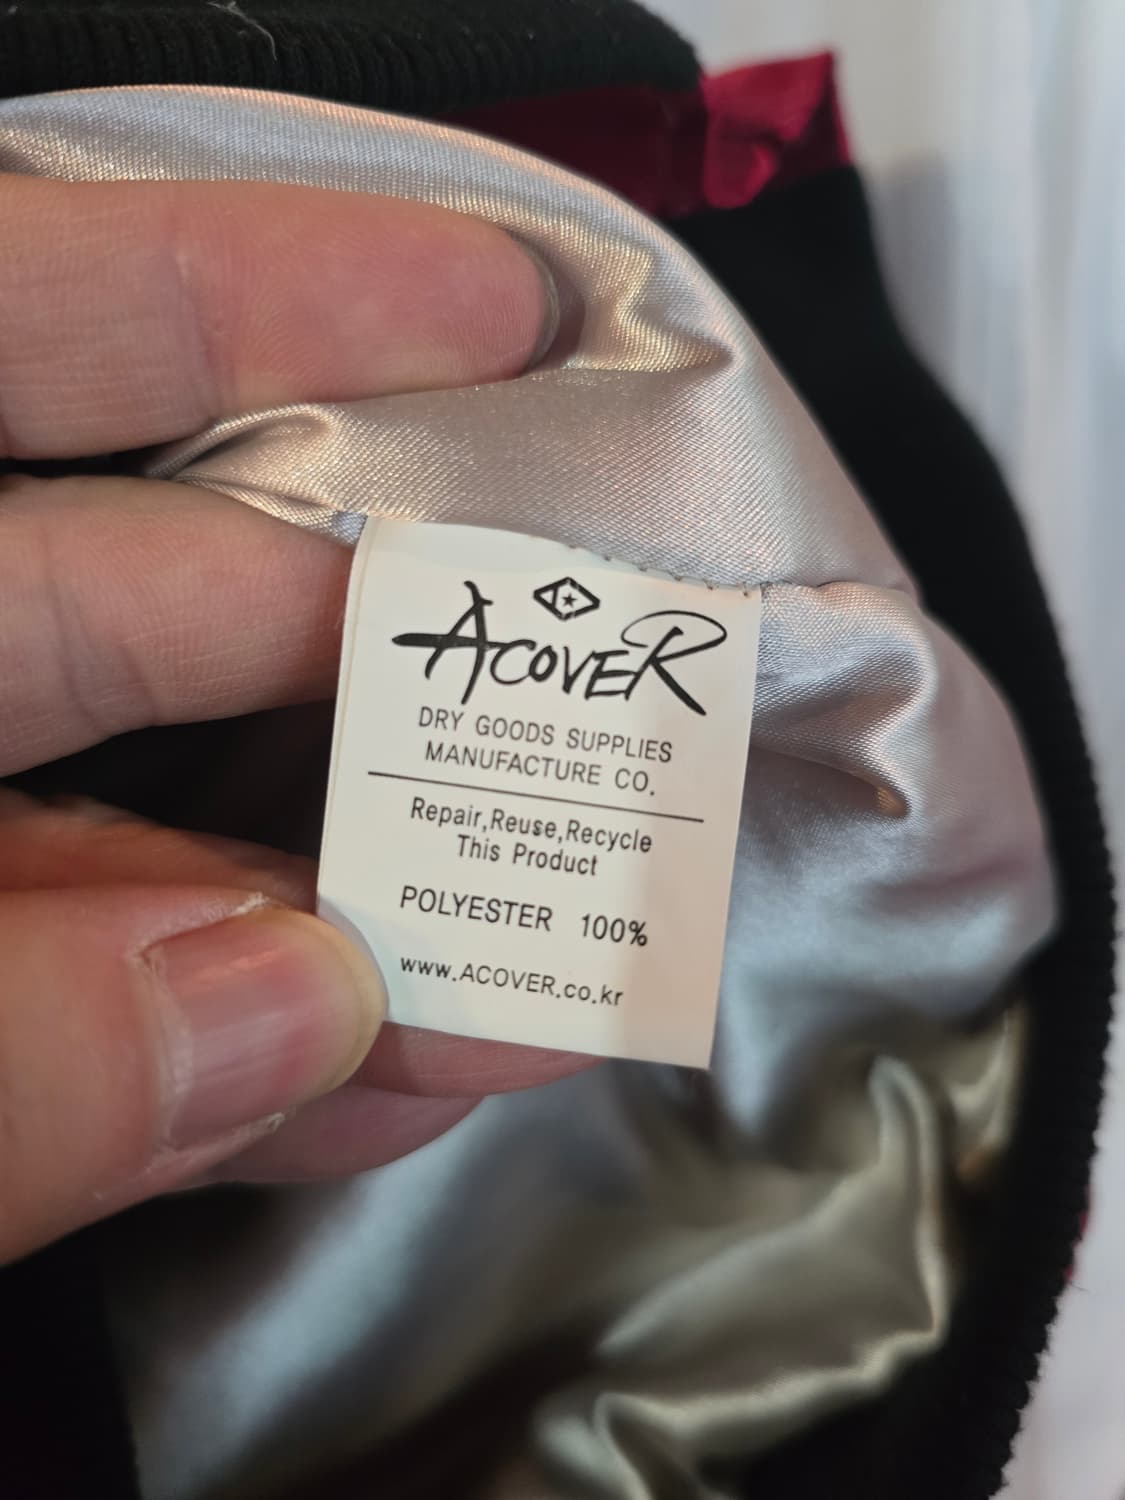 ACOVER
DRY GOODS SUPPLIES
MANUFACTURE CO.
Repair,Reuse,Recycle
This Product
POLYESTER 100%
www.ACOVER.co.kr